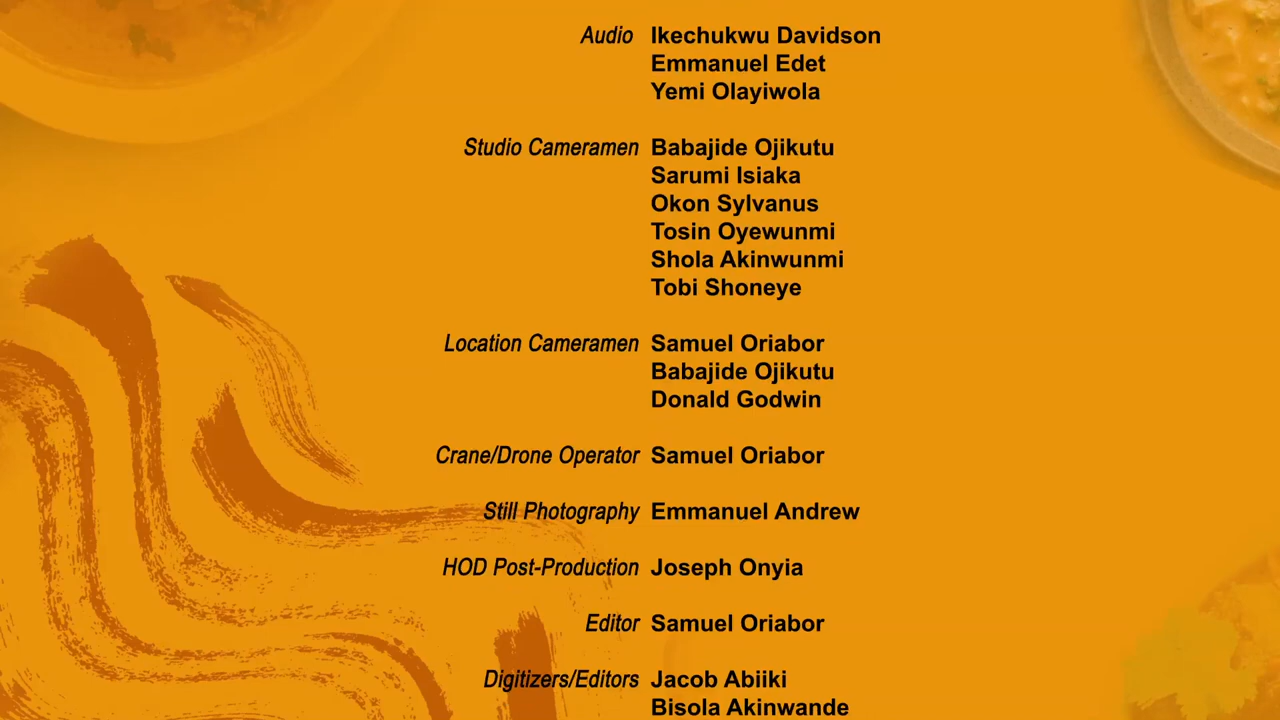 Audio Ikechukwu Davidson
Emmanuel Edet
Yemi Olayiwola
Studio Cameramen Babajide Ojikutu
Sarumi Isiaka
Okon Sylvanus
Tosin Oyewunmi
Shola Akinwunmi
Tobi Shoneye
Location Cameramen Samuel Oriabor
Babajide Ojikutu
Donald Godwin
Crane/Drone Operator Samuel Oriabor
Still Photography Emmanuel Andrew
HOD Post-Production Joseph Onyia
Editor Samuel Oriabor
Digitizers/Editors Jacob Abiiki
Bisola Akinwande